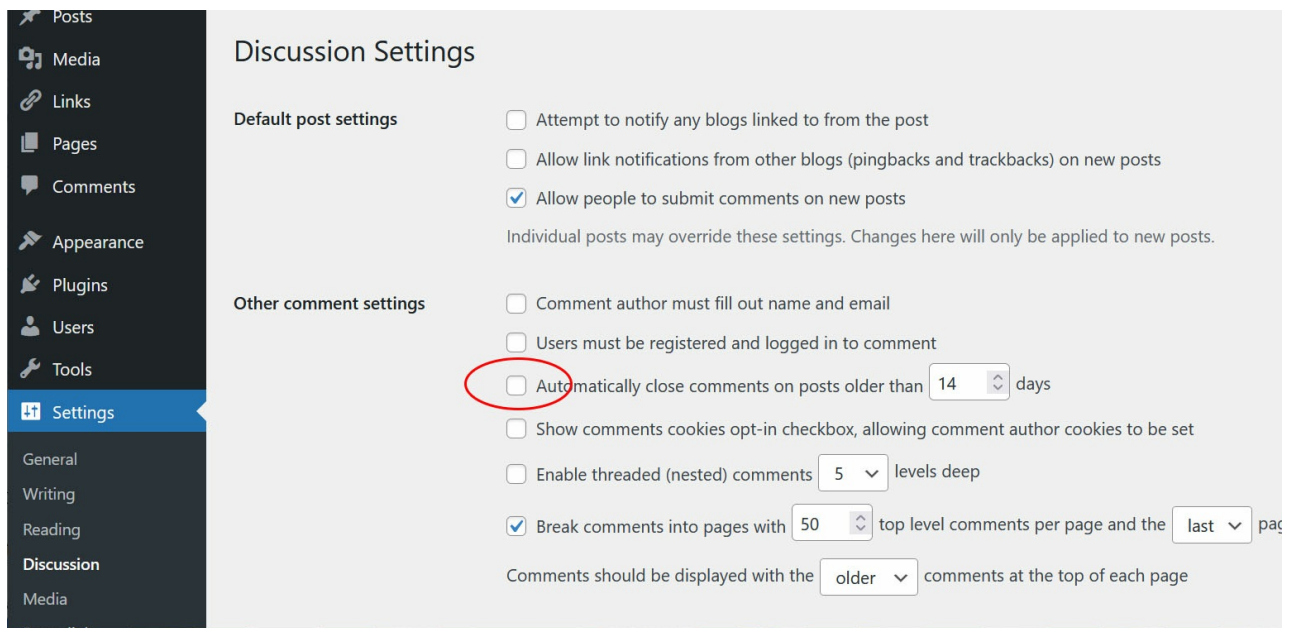 Posts
Media
Links
Pages
Comments
Appearance
Plugins
Users
Tools
Settings
General
Writing
Reading
Discussion
Media
Discussion Settings
Default post settings
Attempt to notify any blogs linked to from the post
Allow link notifications from other blogs (pingbacks and trackbacks) on new posts
Allow people to submit comments on new posts
Individual posts may override these settings. Changes here will only be applied to new posts.
Other comment settings
Comment author must fill out name and email
Users must be registered and logged in to comment
Automatically close comments on posts older than 14 days
Show comments cookies opt-in checkbox, allowing comment author cookies to be set
Enable threaded (nested) comments 5 levels deep
Break comments into pages with 50 top level comments per page and the last
Comments should be displayed with the older comments at the top of each page